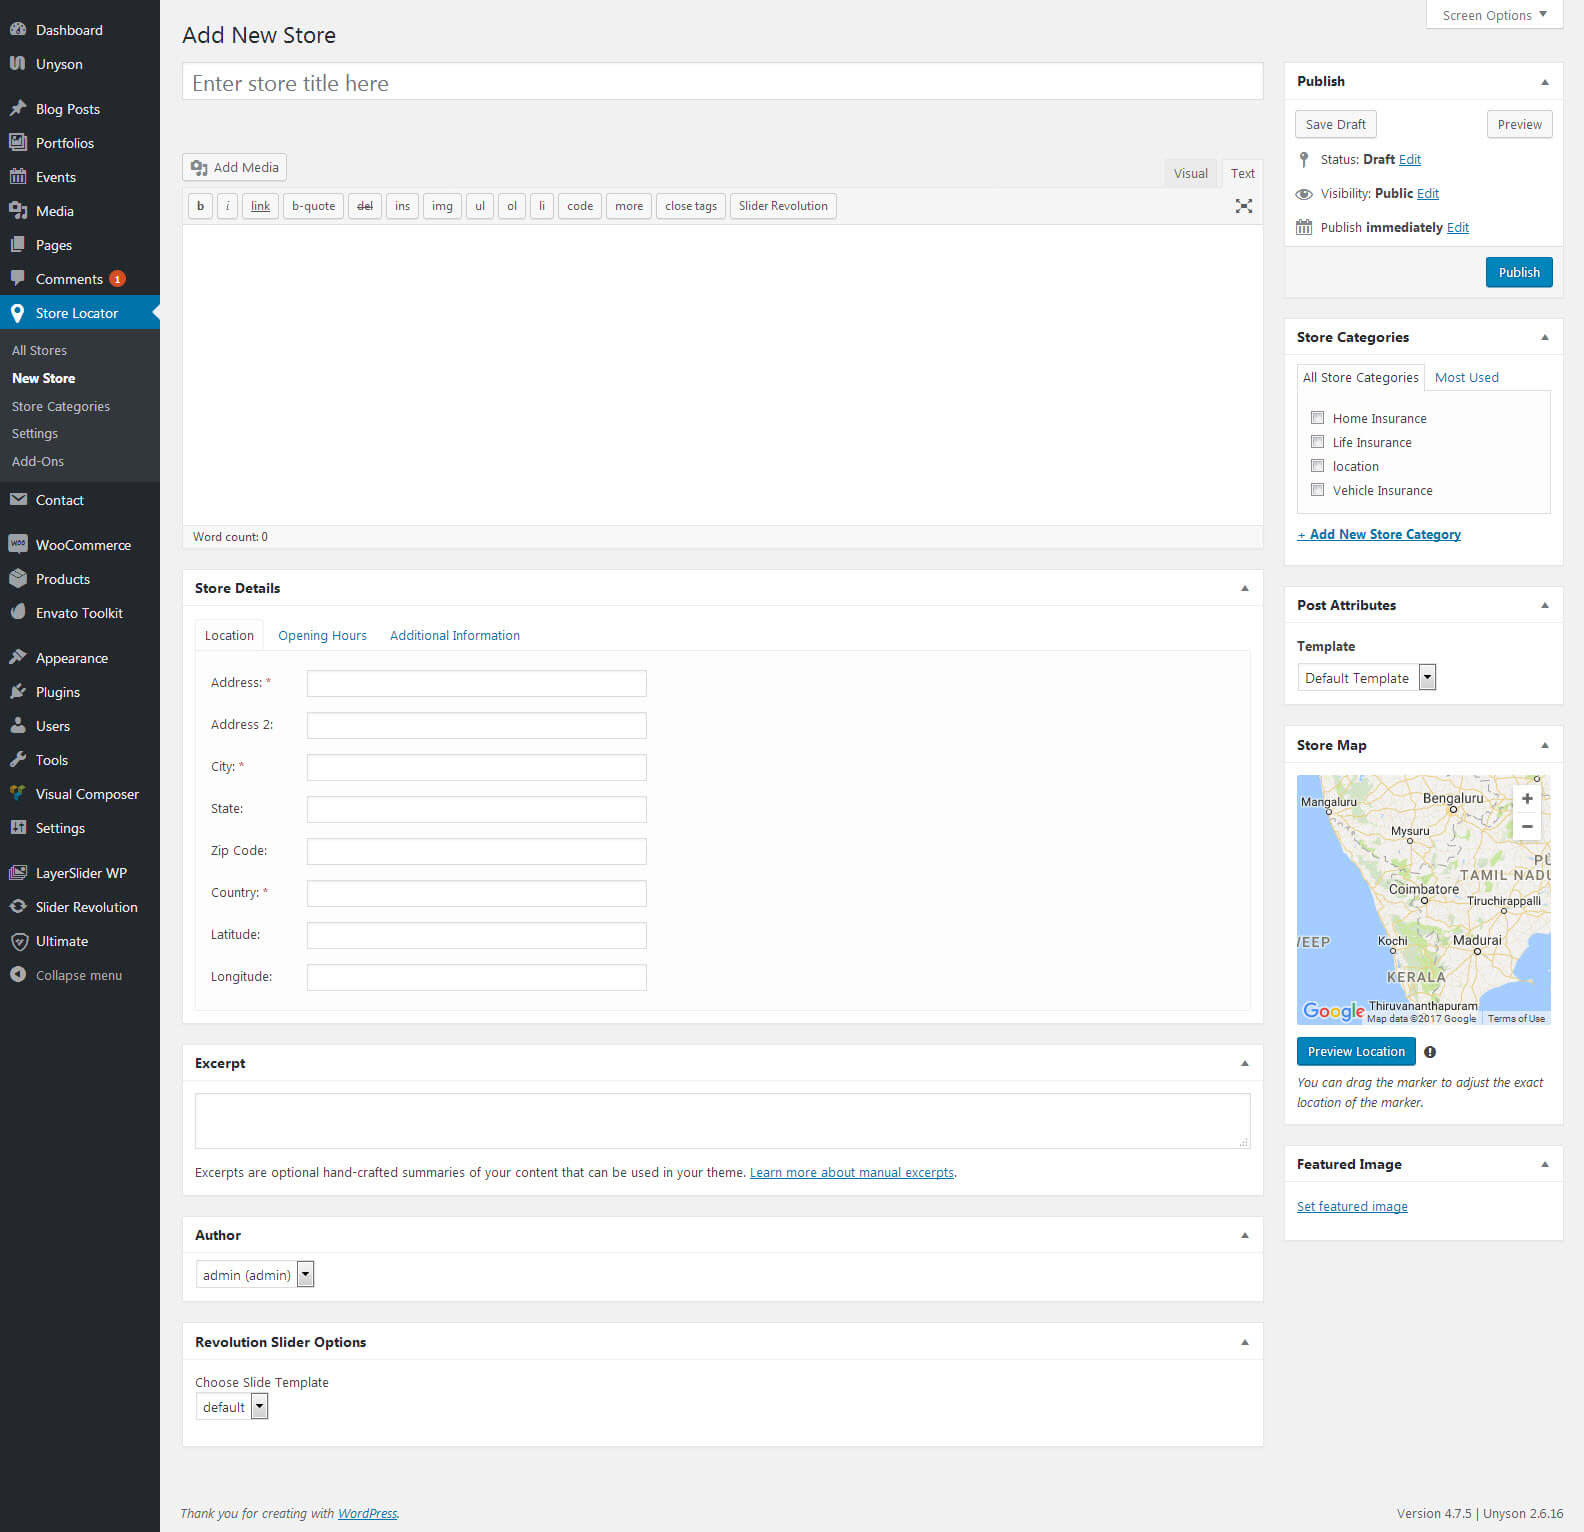 Screen Options
Dashboard
Unyson
Blog Posts
Portfolios
Events
Media
Pages
Comments 1
Store Locator
All Stores
New Store
Store Categories
Settings
Add-Ons
Contact
WooCommerce
Products
Envato Toolkit
Appearance
Plugins
Users
Tools
Visual Composer
Settings
LayerSlider WP
Slider Revolution
Ultimate
Collapse menu
Add New Store
Enter store title here
Add Media
Visual Text
b i link b-quote del ins img ul ol li code more close tags Slider Revolution
Word count: 0
Store Details
Location Opening Hours Additional Information
Address: *
Address 2:
City: *
State:
Zip Code:
Country: *
Latitude:
Longitude:
Excerpt
Excerpts are optional hand-crafted summaries of your content that can be used in your theme. Learn more about manual excerpts.
Author
admin (admin)
Revolution Slider Options
Choose Slide Template
default
Publish
Save Draft Preview
Status: Draft Edit
Visibility: Public Edit
Publish immediately Edit
Publish
Store Categories
All Store Categories Most Used
Home Insurance
Life Insurance
location
Vehicle Insurance
+ Add New Store Category
Post Attributes
Template
Default Template
Store Map
Mangaluru
Bengaluru
+
Mysuru
−
PU
TAMIL NADU
Coimbatore
Tiruchirappalli
WEEP
Kochi
Madurai
KERALA
Thiruvananthapuram
Google
Map data ©2017 Google Terms of Use
Preview Location
You can drag the marker to adjust the exact
location of the marker.
Featured Image
Set featured image
Thank you for creating with WordPress.
Version 4.7.5 | Unyson 2.6.16